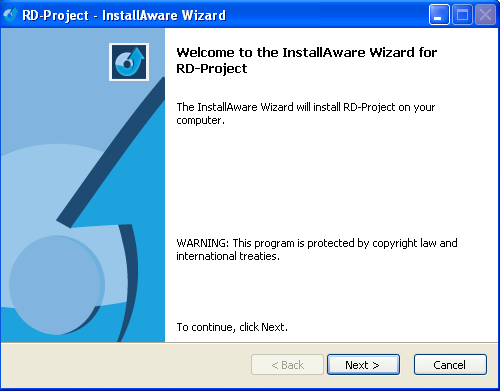 RD-Project - InstallAware Wizard
Welcome to the InstallAware Wizard for
RD-Project
The InstallAware Wizard will install RD-Project on your
computer.
WARNING: This program is protected by copyright law and
international treaties.
To continue, click Next.
< Back
Next >
Cancel